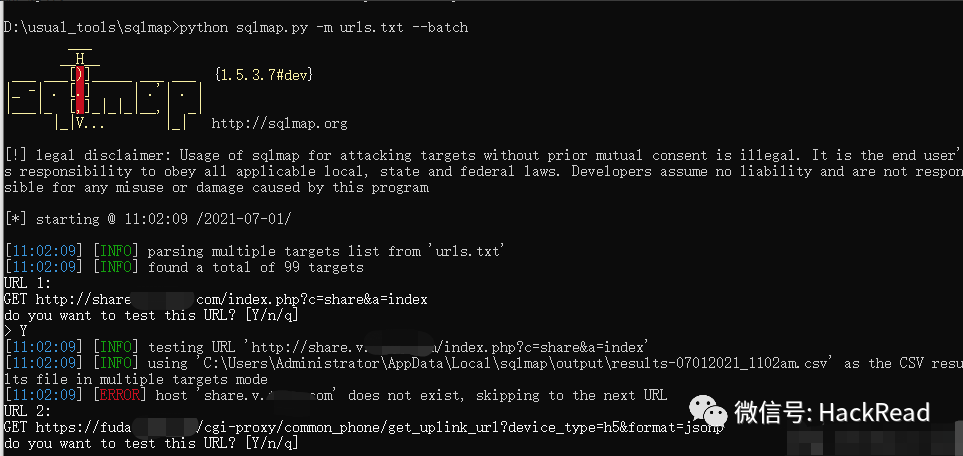 D:\usual_tools\sqlmap>python sqlmap.py -m urls.txt --batch
{1.5.3.7#dev}
http://sqlmap.org
[!] legal disclaimer: Usage of sqlmap for attacking targets without prior mutual consent is illegal. It is the end user'
s responsibility to obey all applicable local, state and federal laws. Developers assume no liability and are not respon
sible for any misuse or damage caused by this program
[*] starting @ 11:02:09 /2021-07-01/
[11:02:09] [INFO] parsing multiple targets list from 'urls.txt'
[11:02:09] [INFO] found a total of 99 targets
URL 1:
GET http://share com/index.php?c=share&a=index
do you want to test this URL? [Y/n/q]
> Y
[11:02:09] [INFO] testing URL 'http://share.v. /index.php?c=share&a=index'
[11:02:09] [INFO] using 'C:\Users\Administrator\AppData\Local\sqlmap\output\results-07012021_1102am.csv' as the CSV resu
lts file in multiple targets mode
[11:02:09] [ERROR] host 'share.v. om' does not exist, skipping to the next URL
URL 2:
GET https://fuda /cgi-proxy/common_phone/get_uplink_url?device_type=h5&format=jsonp
do you want to test this URL? [Y/n/q]
微信号: HackRead